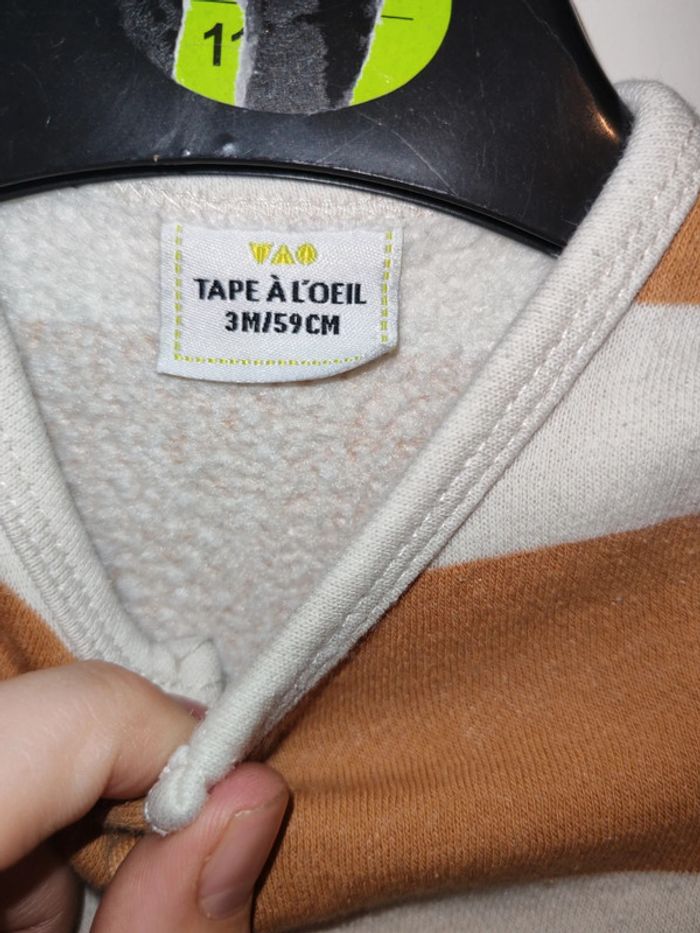 TAO
TAPE À L'OEIL
3M/59CM